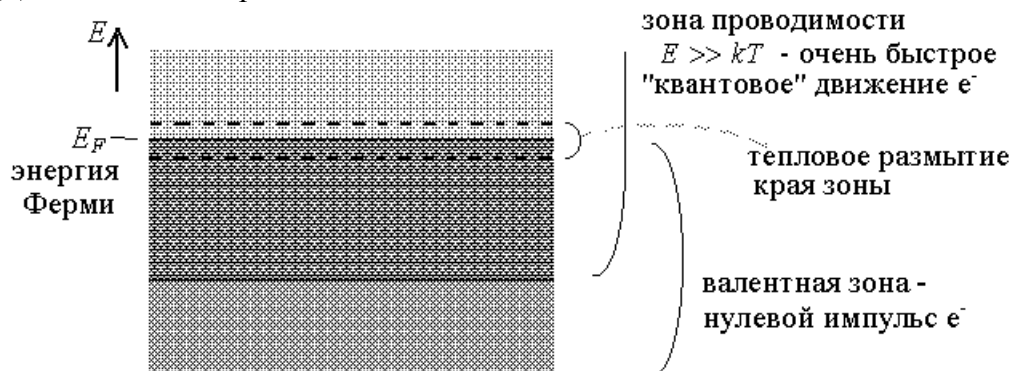 зона проводимости
E >> kT - очень быстрое
"квантовое" движение e⁻
E
E_F
энергия
Ферми
тепловое размытие
края зоны
валентная зона -
нулевой импульс e⁻